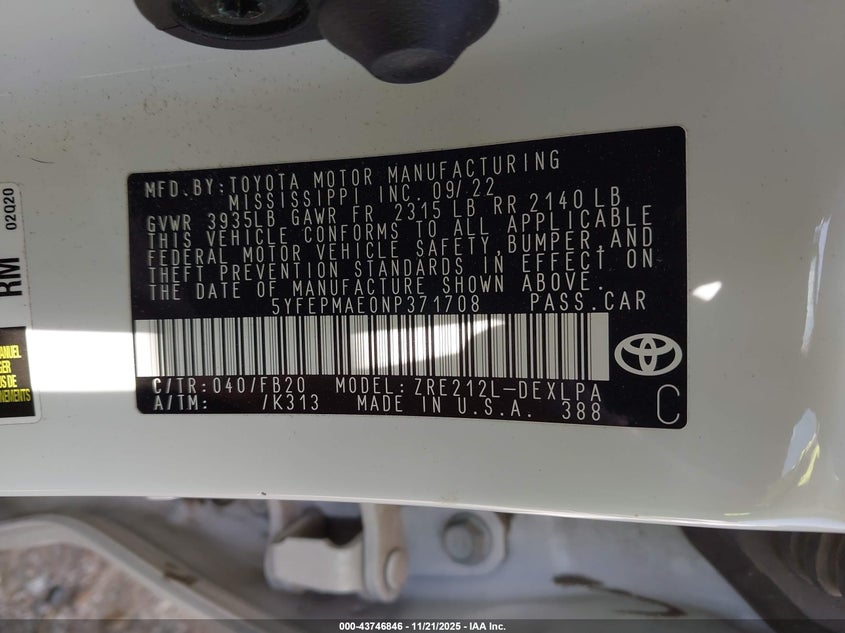 MFD. BY: TOYOTA MOTOR MANUFACTURING
MISSISSIPPI INC. 09/22
GVWR 3935LB GAWR FR 2315 LB RR 2140 LB
THIS VEHICLE CONFORMS TO ALL APPLICABLE
FEDERAL MOTOR VEHICLE SAFETY, BUMPER, AND
THEFT PREVENTION STANDARDS IN EFFECT ON
THE DATE OF MANUFACTURE SHOWN ABOVE.
5YFEPMAE0NP371708 PASS. CAR
C/TR: 040/FB20 MODEL: ZRE212L-DEXLPA
A/TM: /K313 MADE IN U.S.A. 388
C
RM 02Q20
000-43746846 - 11/21/2025 - IAA Inc.